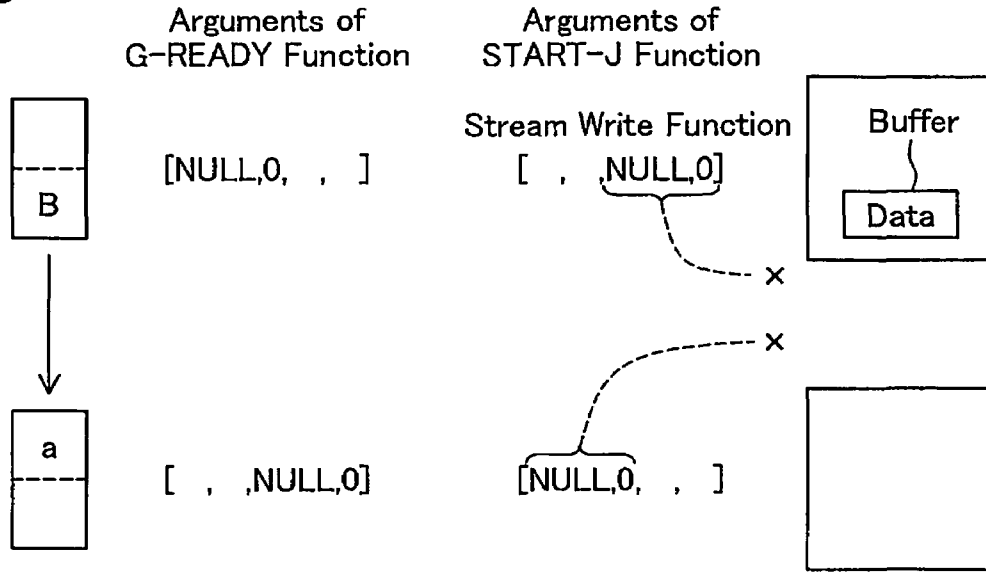 Arguments of
G-READY Function
Arguments of
START-J Function
Stream Write Function
Buffer
B
[NULL,0, , ]
[ , ,NULL,0]
Data
×
×
a
[ , ,NULL,0]
[NULL,0, , ]